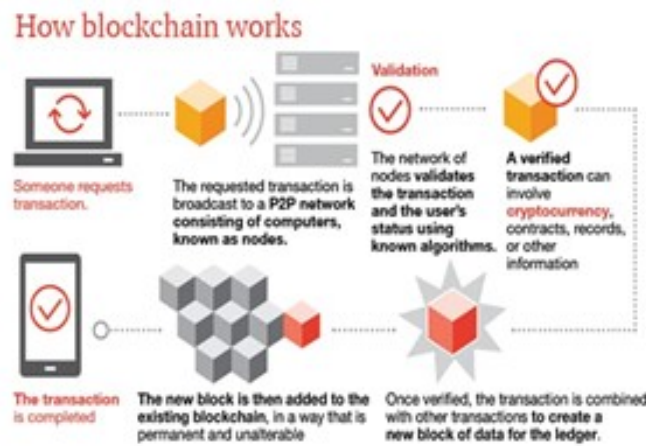 How blockchain works
Validation
Someone requests
transaction.
The requested transaction is
broadcast to a P2P network
consisting of computers,
known as nodes.
The network of
nodes validates
the transaction
and the user's
status using
known algorithms.
A verified
transaction can
involve
cryptocurrency,
contracts, records,
or other
information
The transaction
is completed
The new block is then added to the
existing blockchain, in a way that is
permanent and unalterable
Once verified, the transaction is combined
with other transactions to create a
new block of data for the ledger.